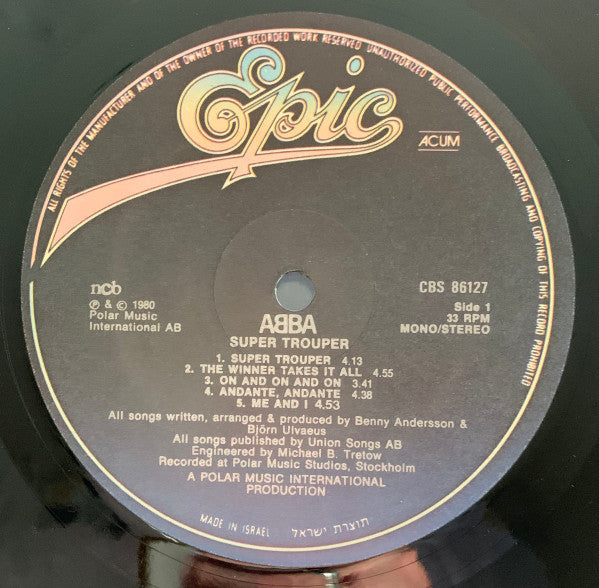 ALL RIGHTS OF THE MANUFACTURER AND OF THE OWNER OF THE RECORDED WORK RESERVED UNAUTHORIZED PUBLIC PERFORMANCE BROADCASTING AND COPYING OF THIS RECORD PROHIBITED
Epic
ACUM
ncb
℗ & © 1980
Polar Music
International AB
CBS 86127
Side 1
33 RPM
MONO/STEREO
ABBA
SUPER TROUPER
1. SUPER TROUPER 4.13
2. THE WINNER TAKES IT ALL 4.55
3. ON AND ON AND ON 3.41
4. ANDANTE, ANDANTE 4.38
5. ME AND I 4.53
All songs written, arranged & produced by Benny Andersson &
Björn Ulvaeus
All songs published by Union Songs AB
Engineered by Michael B. Tretow
Recorded at Polar Music Studios, Stockholm
A POLAR MUSIC INTERNATIONAL
PRODUCTION
MADE IN ISRAEL תוצרת ישראל